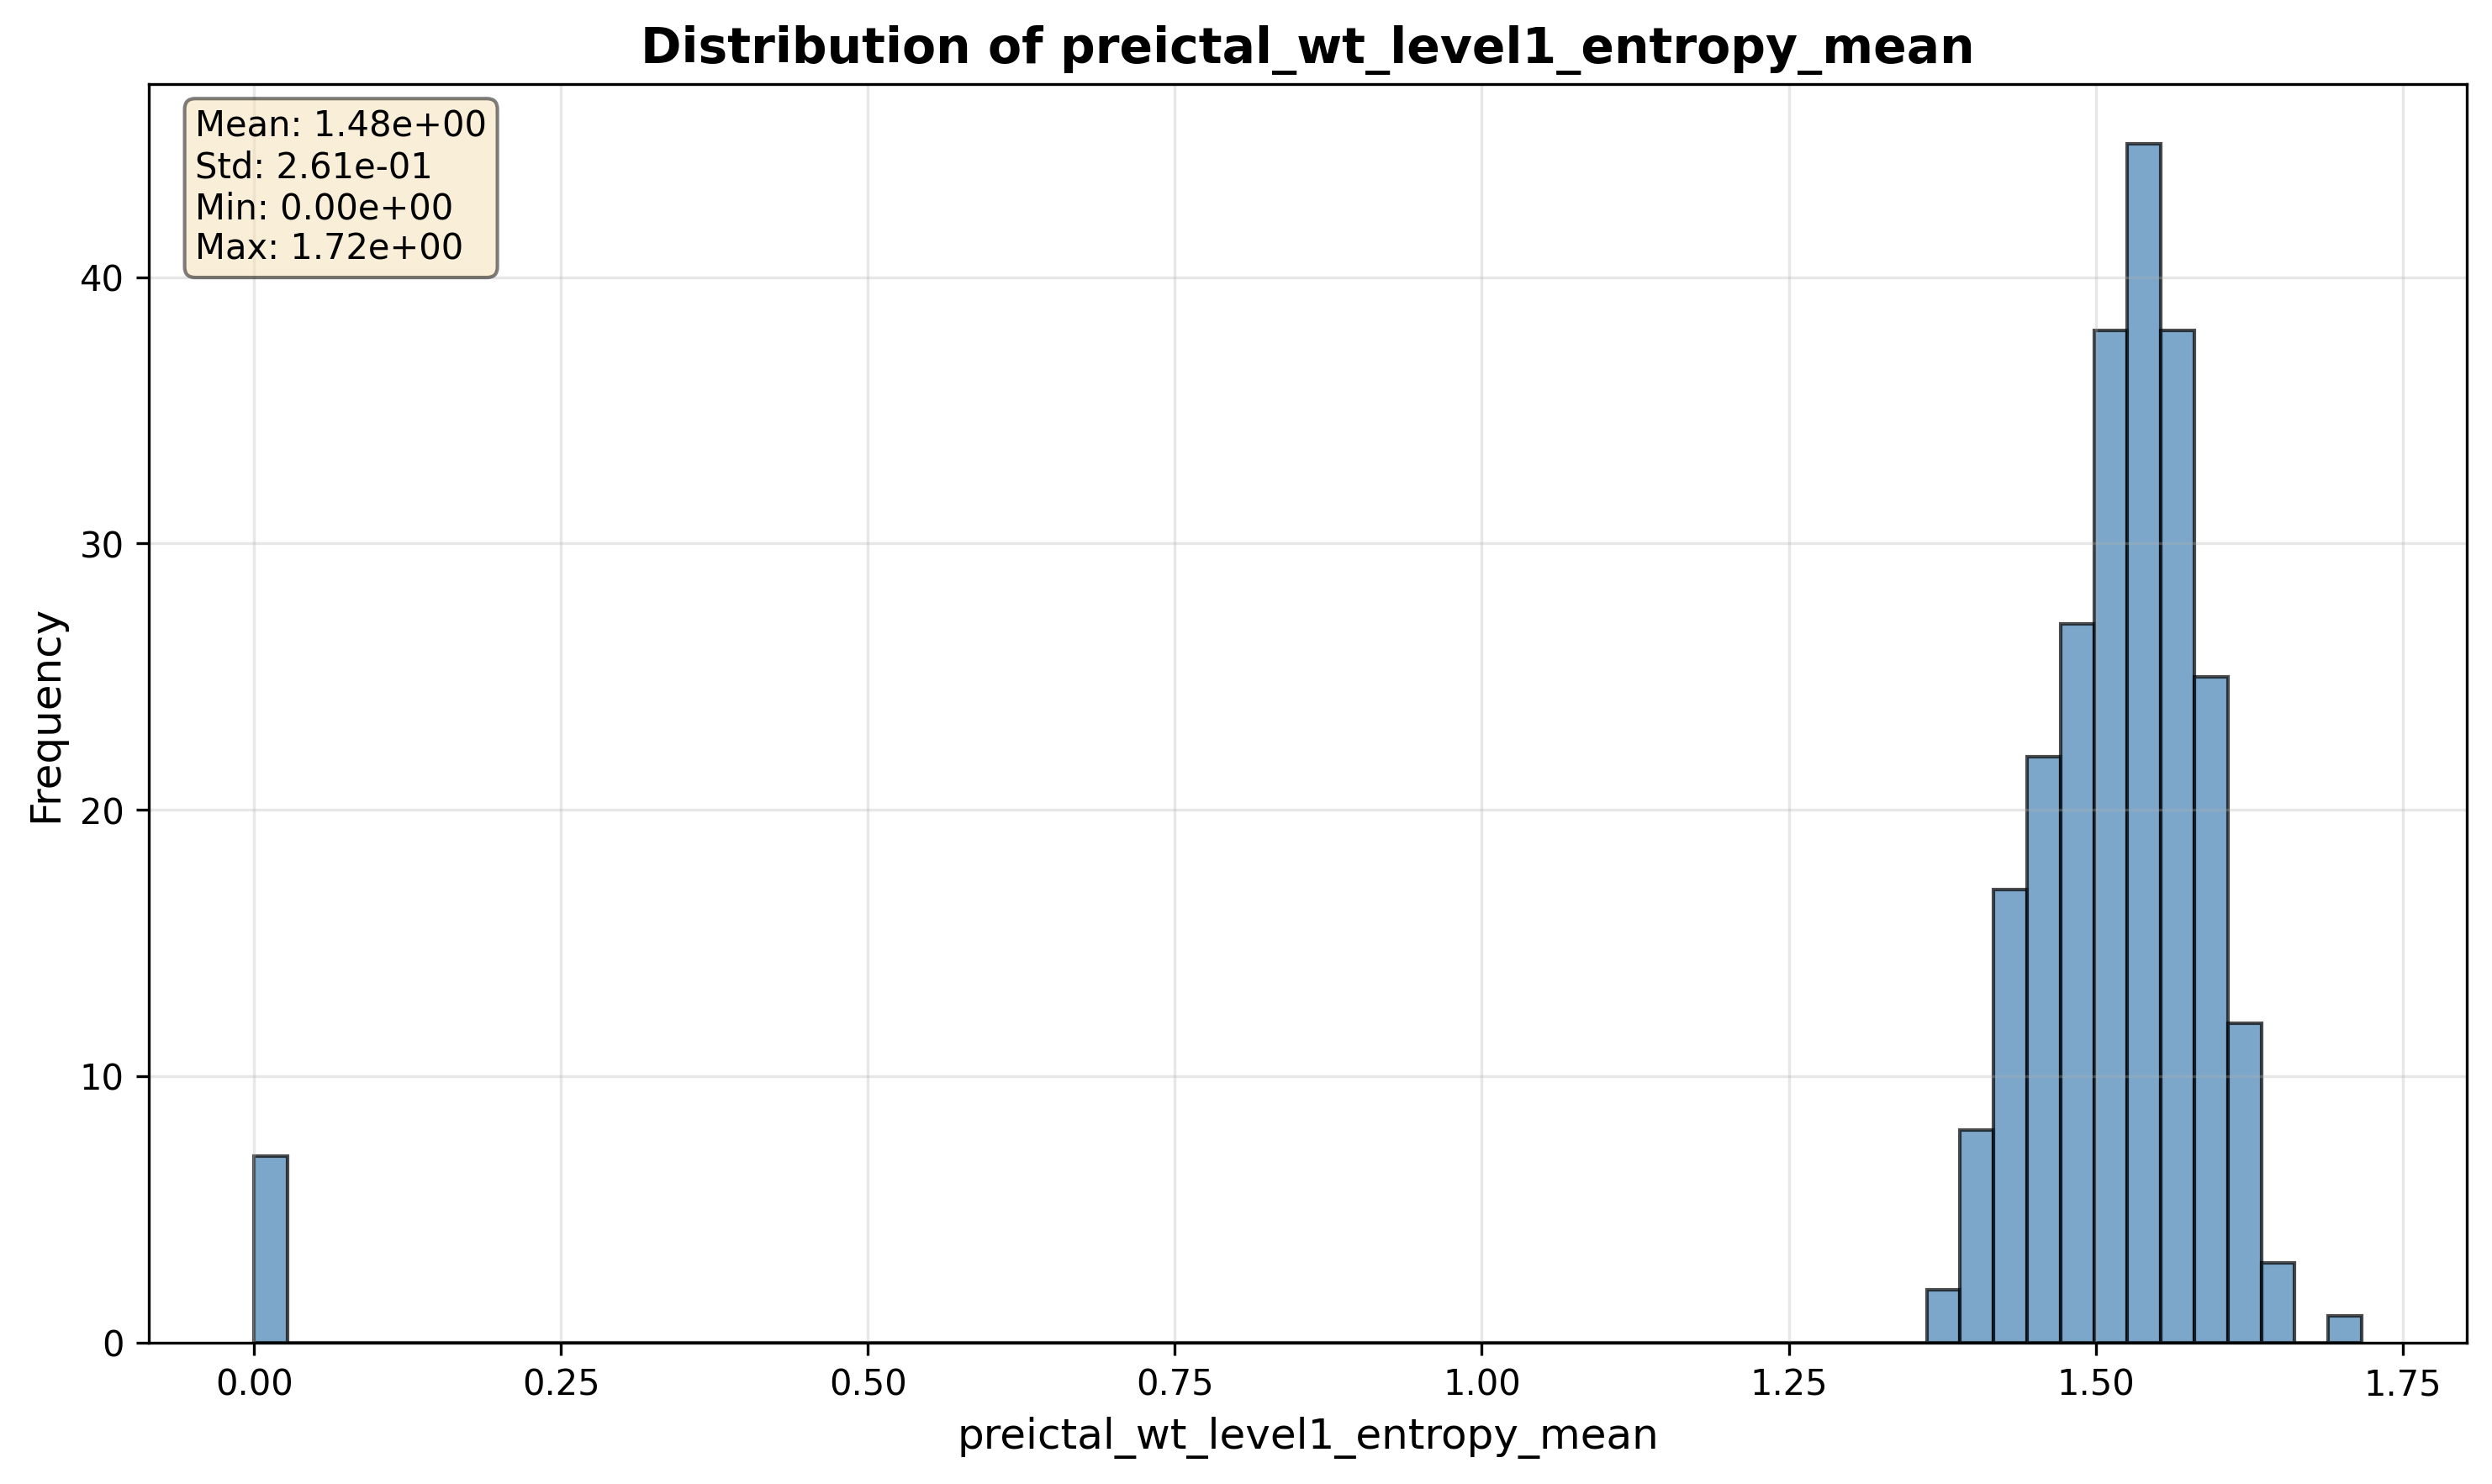 Distribution of preictal_wt_level1_entropy_mean
Mean: 1.48e+00
Std: 2.61e-01
Min: 0.00e+00
Max: 1.72e+00
Frequency
40
30
20
10
0
0.00 0.25 0.50 0.75 1.00 1.25 1.50 1.75
preictal_wt_level1_entropy_mean